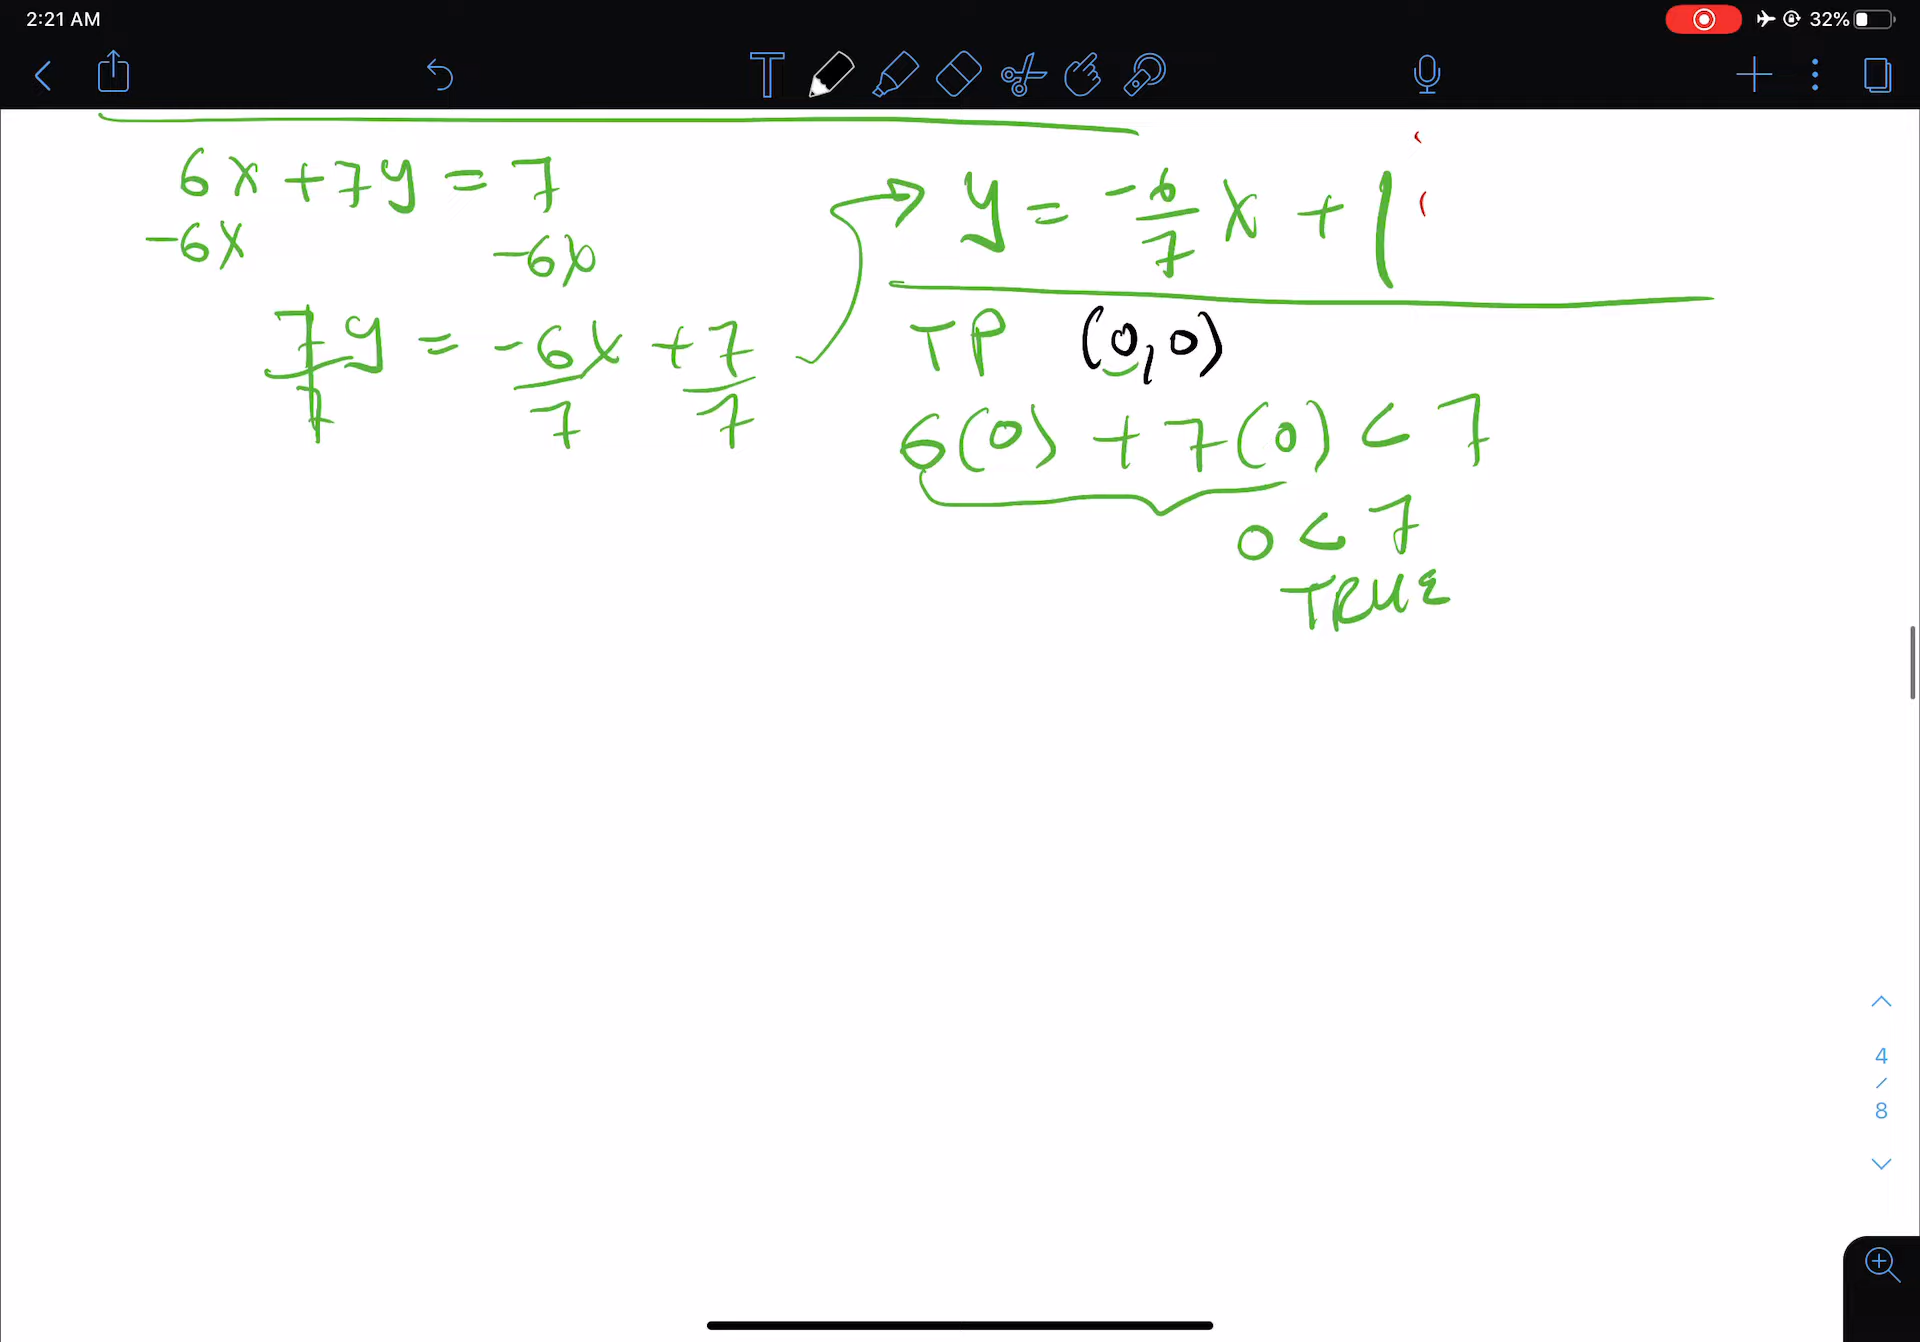 2:21 AM
32%
6x + 7y = 7
-6x -6x
7y = -6x + 7
7 7 7
y = -6/7 x + 1
TP (0,0)
6(0) + 7(0) < 7
0 < 7
TRUE
4
/
8